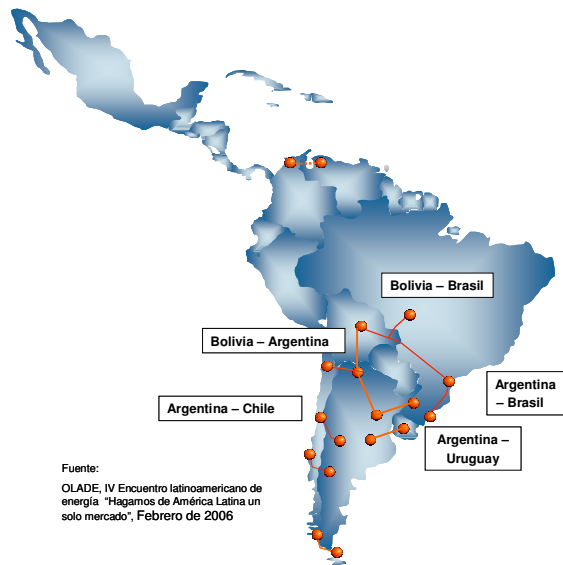 Bolivia – Brasil
Bolivia – Argentina
Argentina
– Brasil
Argentina – Chile
Argentina –
Uruguay
Fuente:
OLADE, IV Encuentro latinoamericano de
energía “Hagamos de América Latina un
solo mercado”, Febrero de 2006